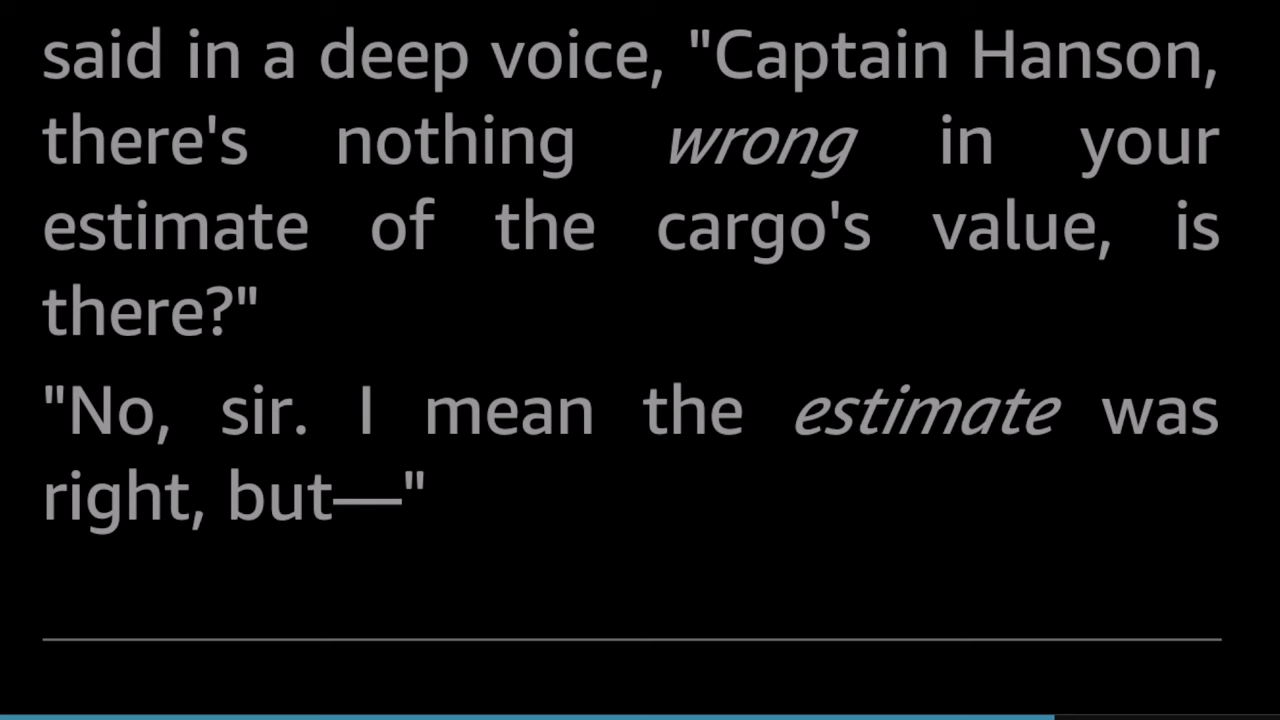 said in a deep voice, "Captain Hanson,
there's nothing wrong in your
estimate of the cargo's value, is
there?"
"No, sir. I mean the estimate was
right, but—"